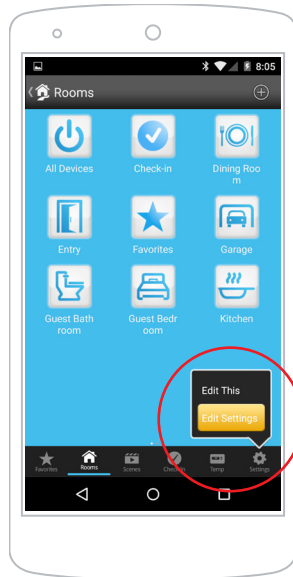 8:05
Rooms
All Devices
Check-in
Dining Roo
m
Entry
Favorites
Garage
Guest Bath
room
Guest Bedr
oom
Kitchen
Edit This
Edit Settings
Favorites
Rooms
Scenes
Check-in
Temp
Settings